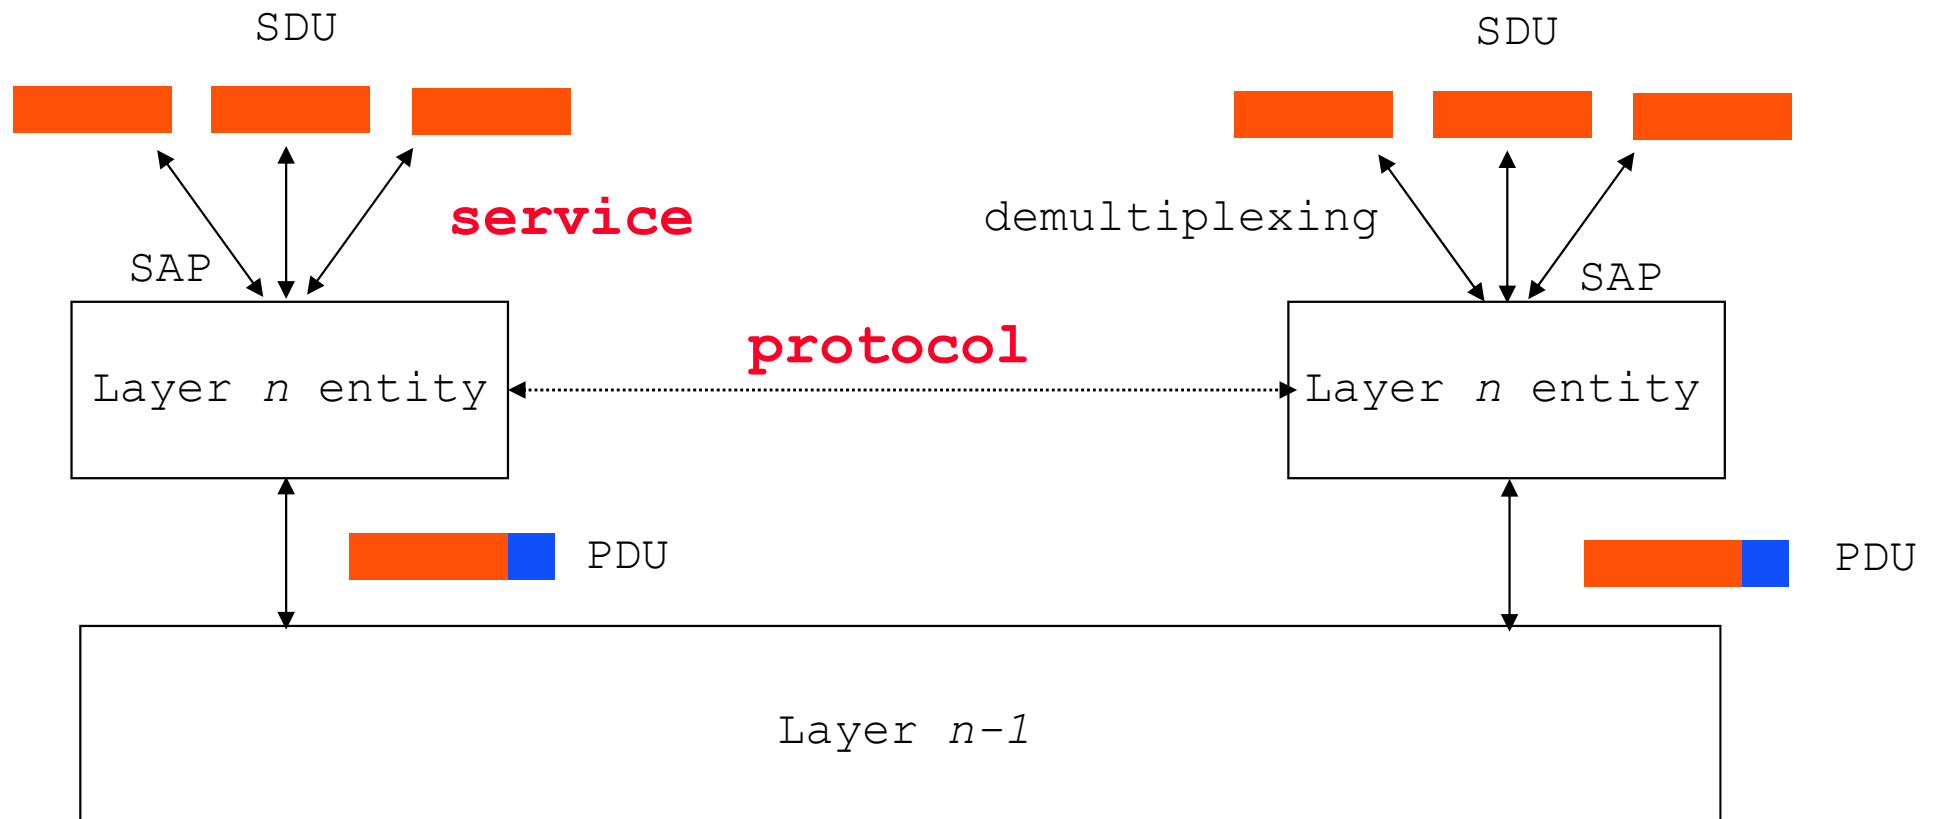 SDU
SDU
service
demultiplexing
SAP
SAP
protocol
Layer n entity
Layer n entity
PDU
PDU
Layer n-1